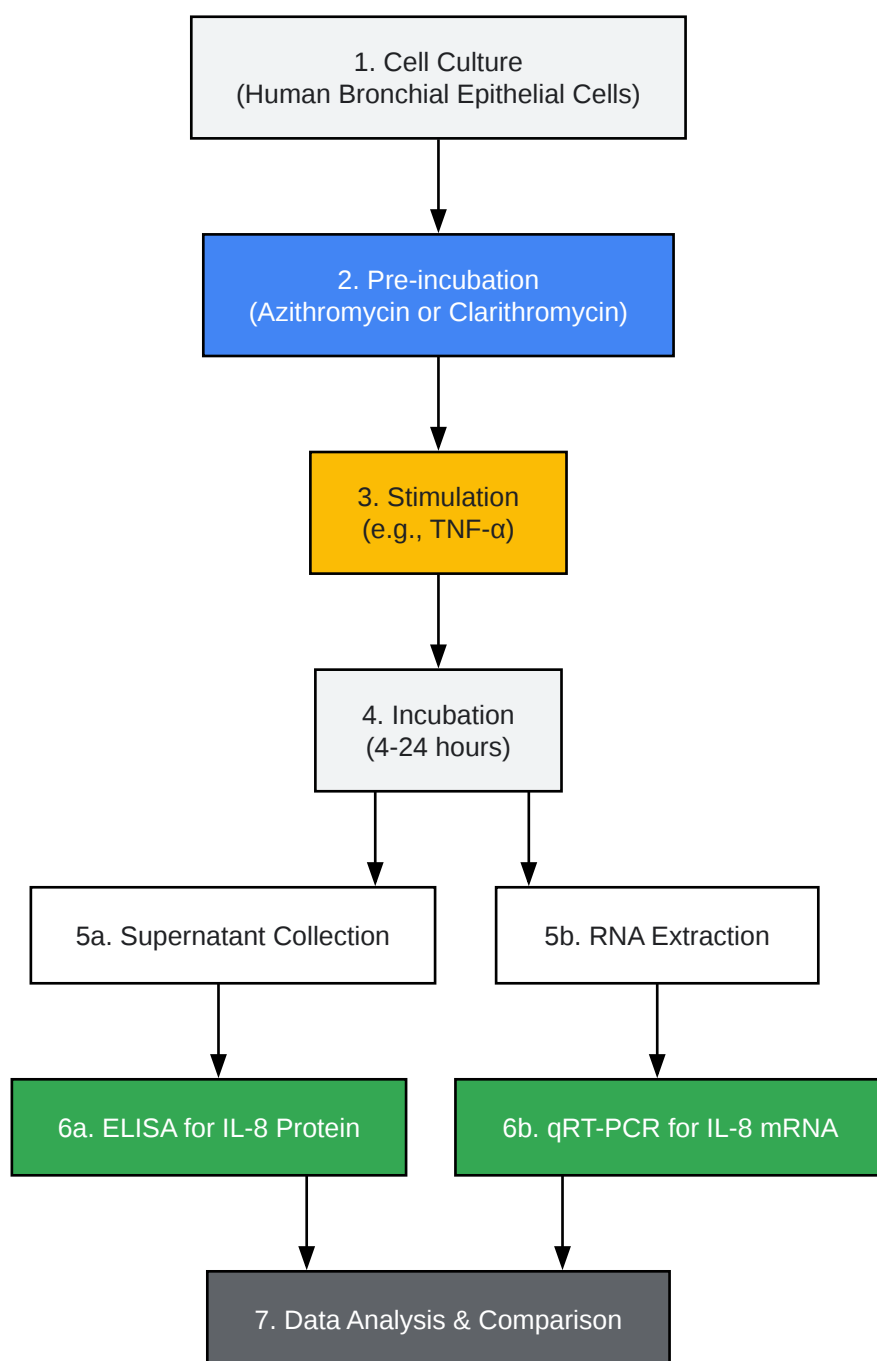 1. Cell Culture
(Human Bronchial Epithelial Cells)
2. Pre-incubation
(Azithromycin or Clarithromycin)
3. Stimulation
(e.g., TNF-α)
4. Incubation
(4-24 hours)
5a. Supernatant Collection
5b. RNA Extraction
6a. ELISA for IL-8 Protein
6b. qRT-PCR for IL-8 mRNA
7. Data Analysis & Comparison